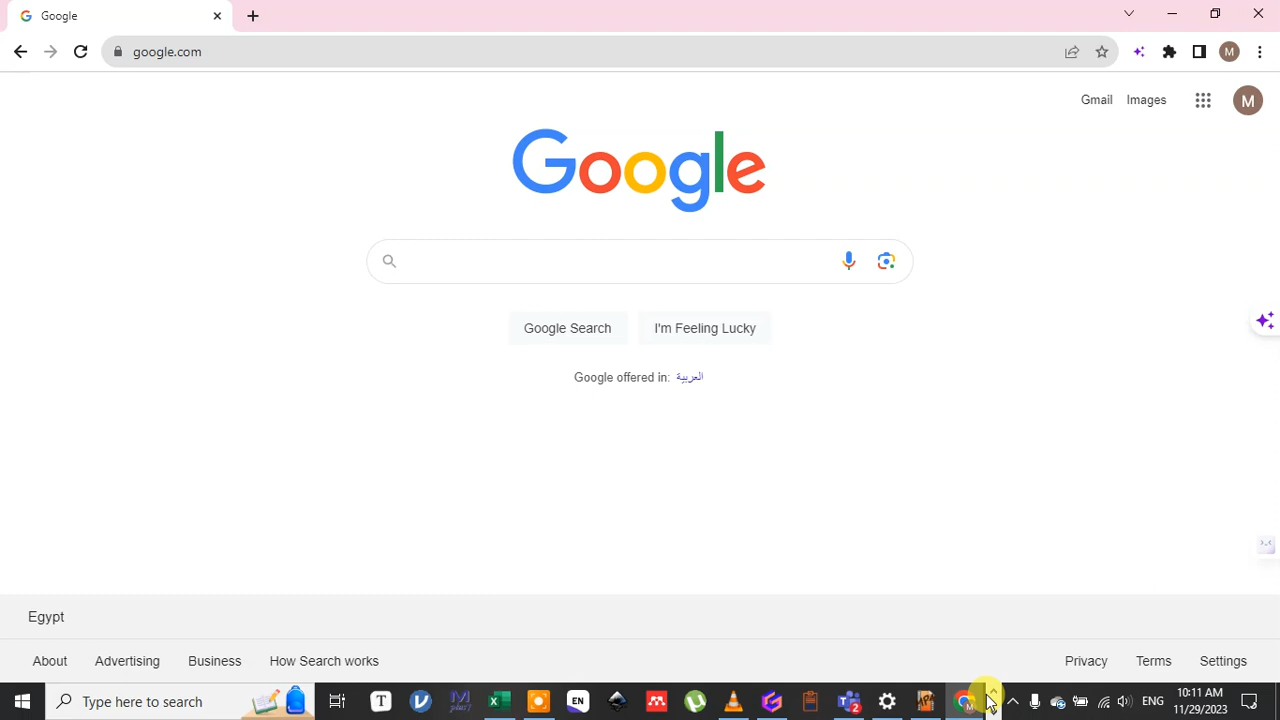 Google
google.com
Gmail Images M
Google
Google Search I'm Feeling Lucky
Google offered in: العربية
Egypt
About Advertising Business How Search works Privacy Terms Settings
Type here to search
EN
ENG
10:11 AM
11/29/2023